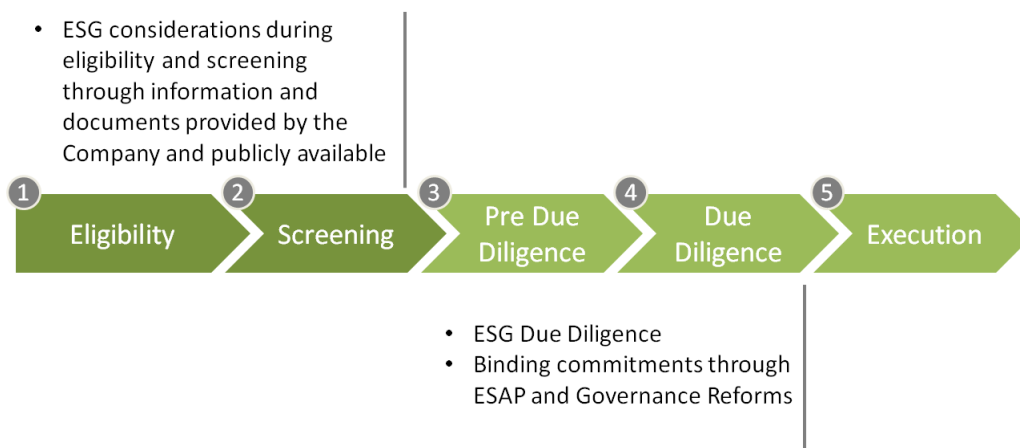 • ESG considerations during
eligibility and screening
through information and
documents provided by the
Company and publicly available
1
Eligibility
2
Screening
3
Pre Due
Diligence
4
Due
Diligence
5
Execution
• ESG Due Diligence
• Binding commitments through
ESAP and Governance Reforms